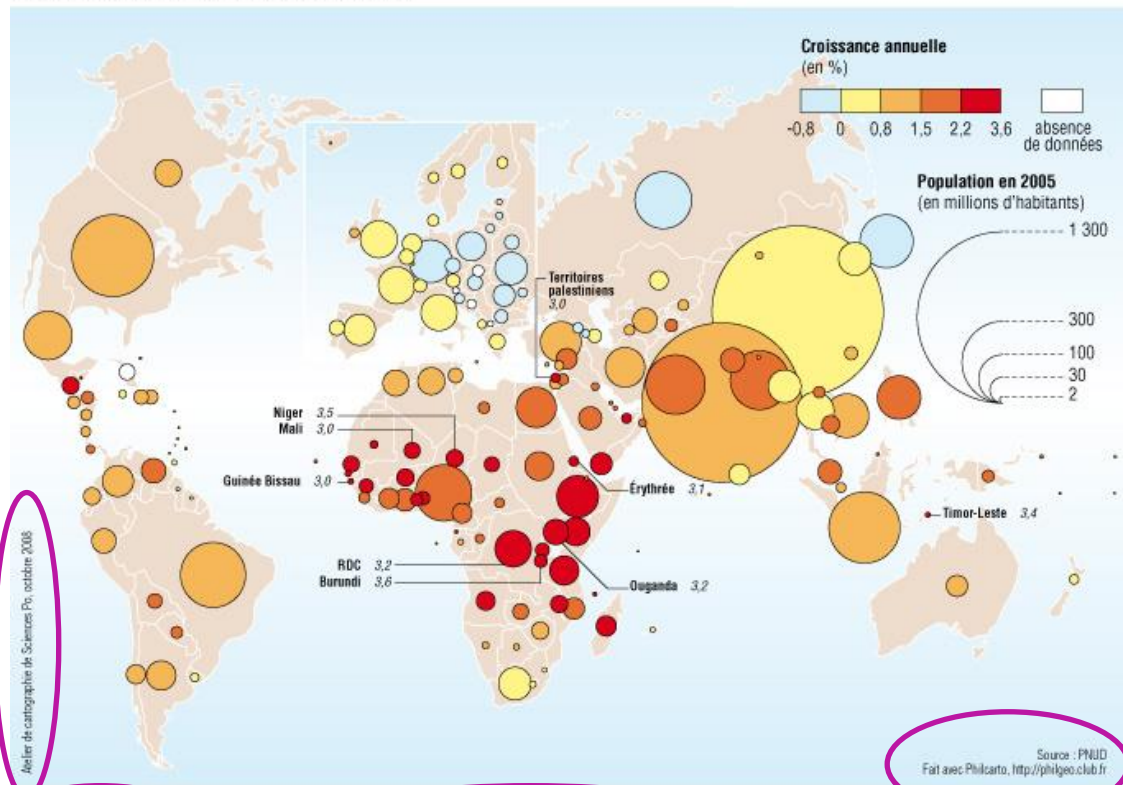 Croissance annuelle
(en %)
-0,8 0 0,8 1,5 2,2 3,6
absence
de données
Population en 2005
(en millions d'habitants)
1 300
300
100
30
2
Territoires
palestiniens
3,0
Niger 3,5
Mali 3,0
Guinée Bissau 3,0
Érythrée 3,1
Timor-Leste 3,4
RDC 3,2
Burundi 3,6
Ouganda 3,2
Atelier de cartographie de Sciences Po, octobre 2008
Source : PNUD
Fait avec Philcarto, http://philgeo.club.fr